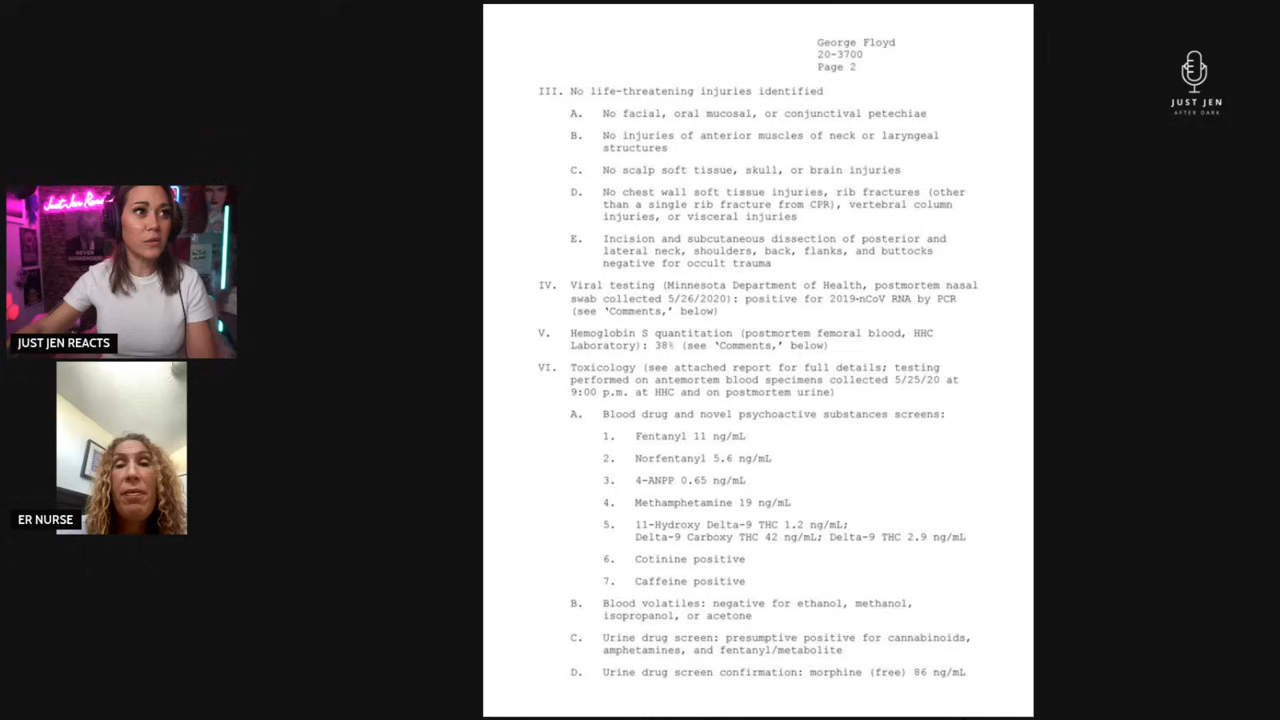 George Floyd
20-3700
Page 2
III. No life-threatening injuries identified
A. No facial, oral mucosal, or conjunctival petechiae
B. No injuries of anterior muscles of neck or laryngeal
structures
C. No scalp soft tissue, skull, or brain injuries
D. No chest wall soft tissue injuries, rib fractures (other
than a single rib fracture from CPR), vertebral column
injuries, or visceral injuries
E. Incision and subcutaneous dissection of posterior and
lateral neck, shoulders, back, flanks, and buttocks
negative for occult trauma
IV. Viral testing (Minnesota Department of Health, postmortem nasal
swab collected 5/26/2020): positive for 2019-nCoV RNA by PCR
(see ‘Comments,’ below)
V. Hemoglobin S quantitation (postmortem femoral blood, HHC
Laboratory): 38% (see ‘Comments,’ below)
VI. Toxicology (see attached report for full details; testing
performed on antemortem blood specimens collected 5/25/20 at
9:00 p.m. at HHC and on postmortem urine)
A. Blood drug and novel psychoactive substances screens:
1. Fentanyl 11 ng/mL
2. Norfentanyl 5.6 ng/mL
3. 4-ANPP 0.65 ng/mL
4. Methamphetamine 19 ng/mL
5. 11-Hydroxy Delta-9 THC 1.2 ng/mL;
Delta-9 Carboxy THC 42 ng/mL; Delta-9 THC 2.9 ng/mL
6. Cotinine positive
7. Caffeine positive
B. Blood volatiles: negative for ethanol, methanol,
isopropanol, or acetone
C. Urine drug screen: presumptive positive for cannabinoids,
amphetamines, and fentanyl/metabolite
D. Urine drug screen confirmation: morphine (free) 86 ng/mL
JUST JEN
AFTER DARK
Just Jen
NEVER
JUST JEN REACTS
ER NURSE